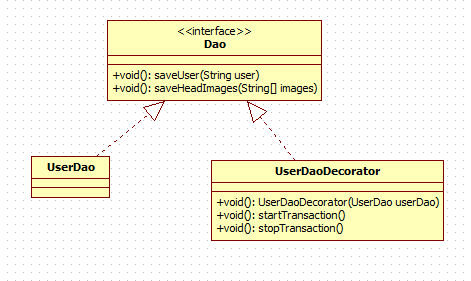 <<interface>>
Dao
+void(): saveUser(String user)
+void(): saveHeadImages(String[] images)
UserDao
UserDaoDecorator
+void(): UserDaoDecorator(UserDao userDao)
+void(): startTransaction()
+void(): stopTransaction()